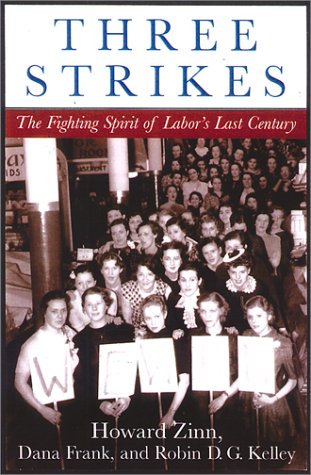 THREE
STRIKES
The Fighting Spirit of Labor's Last Century
Howard Zinn,
Dana Frank, and Robin D. G. Kelley